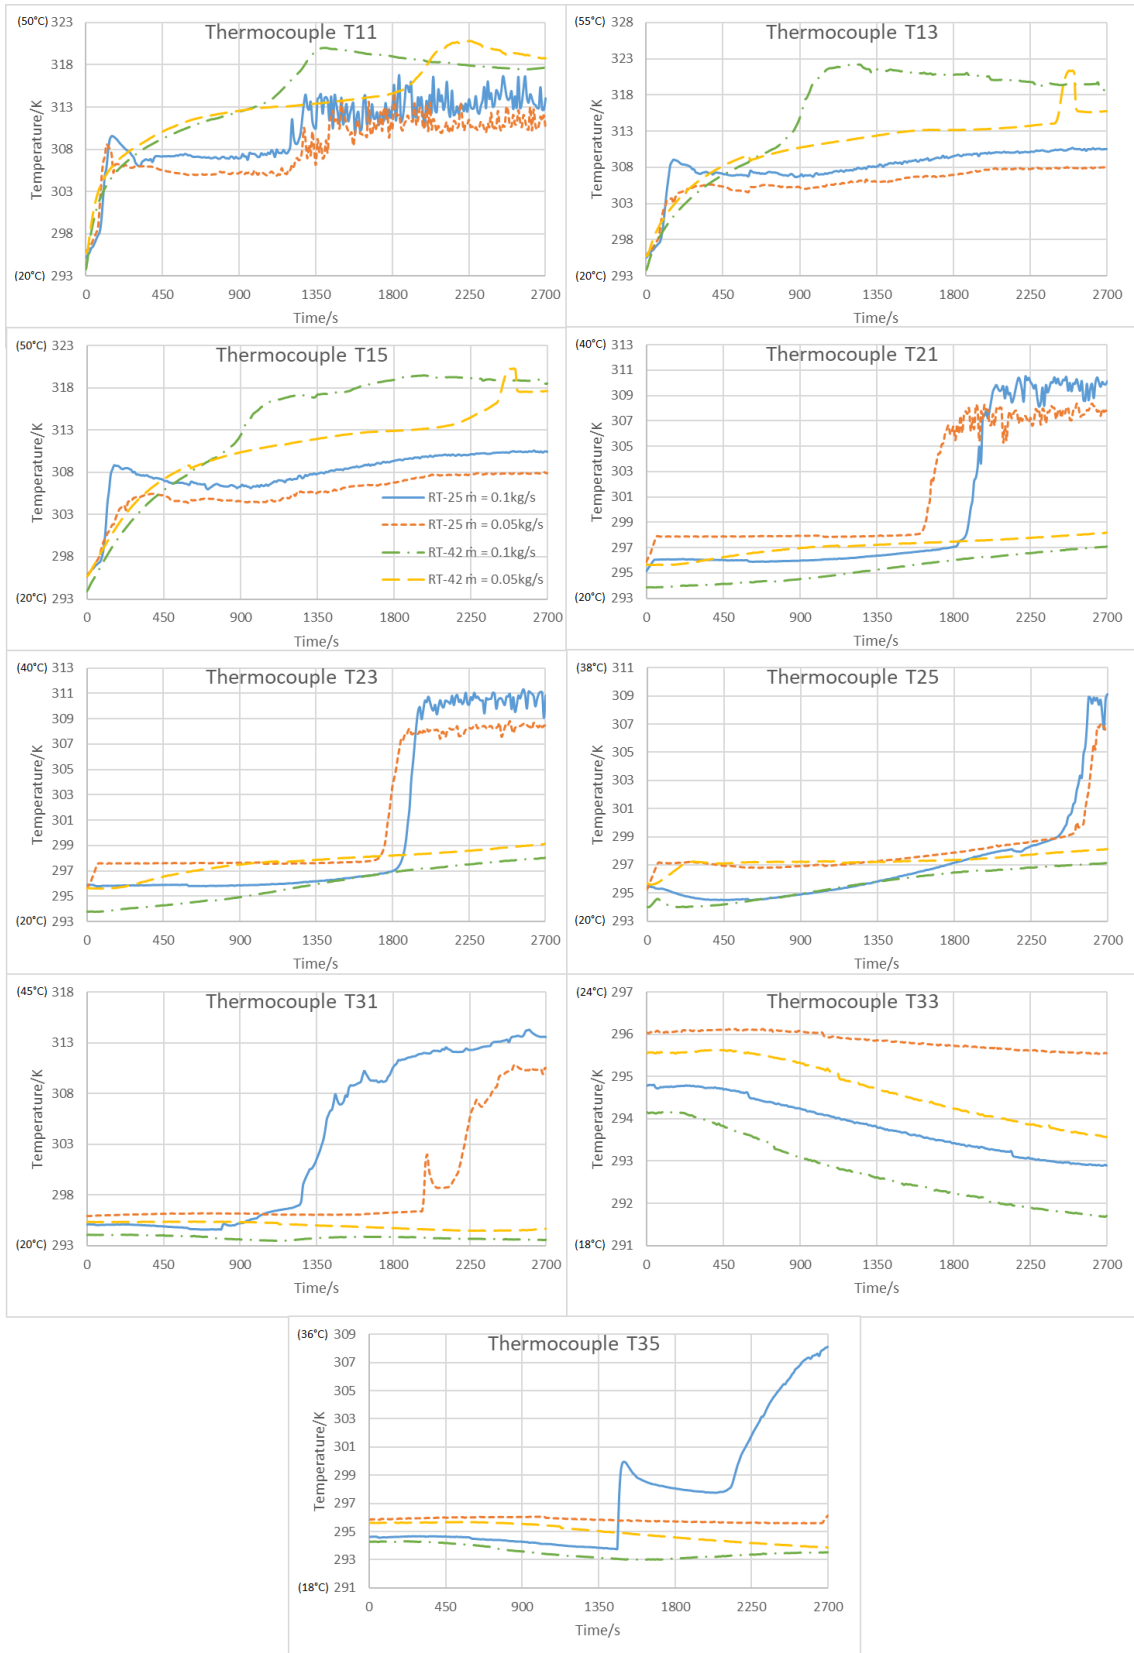 Thermocouple T11
(50°C) 323
318
313
308
303
298
(20°C) 293
Temperature/K
0 450 900 1350 1800 2250 2700
Time/s
Thermocouple T13
(55°C) 328
323
318
313
308
303
298
(20°C) 293
Temperature/K
0 450 900 1350 1800 2250 2700
Time/s
Thermocouple T15
(50°C) 323
318
313
308
303
298
(20°C) 293
Temperature/K
RT-25 ṁ = 0.1kg/s
RT-25 ṁ = 0.05kg/s
RT-42 ṁ = 0.1kg/s
RT-42 ṁ = 0.05kg/s
0 450 900 1350 1800 2250 2700
Time/s
Thermocouple T21
(40°C) 313
311
309
307
305
303
301
299
297
295
(20°C) 293
Temperature/K
0 450 900 1350 1800 2250 2700
Time/s
Thermocouple T23
(40°C) 313
311
309
307
305
303
301
299
297
295
(20°C) 293
Temperature/K
0 450 900 1350 1800 2250 2700
Time/s
Thermocouple T25
(38°C) 311
309
307
305
303
301
299
297
295
(20°C) 293
Temperature/K
0 450 900 1350 1800 2250 2700
Time/s
Thermocouple T31
(45°C) 318
313
308
303
298
(20°C) 293
Temperature/K
0 450 900 1350 1800 2250 2700
Time/s
Thermocouple T33
(24°C) 297
296
295
294
293
292
(18°C) 291
Temperature/K
0 450 900 1350 1800 2250 2700
Time/s
Thermocouple T35
(36°C) 309
307
305
303
301
299
297
295
293
(18°C) 291
Temperature/K
0 450 900 1350 1800 2250 2700
Time/s